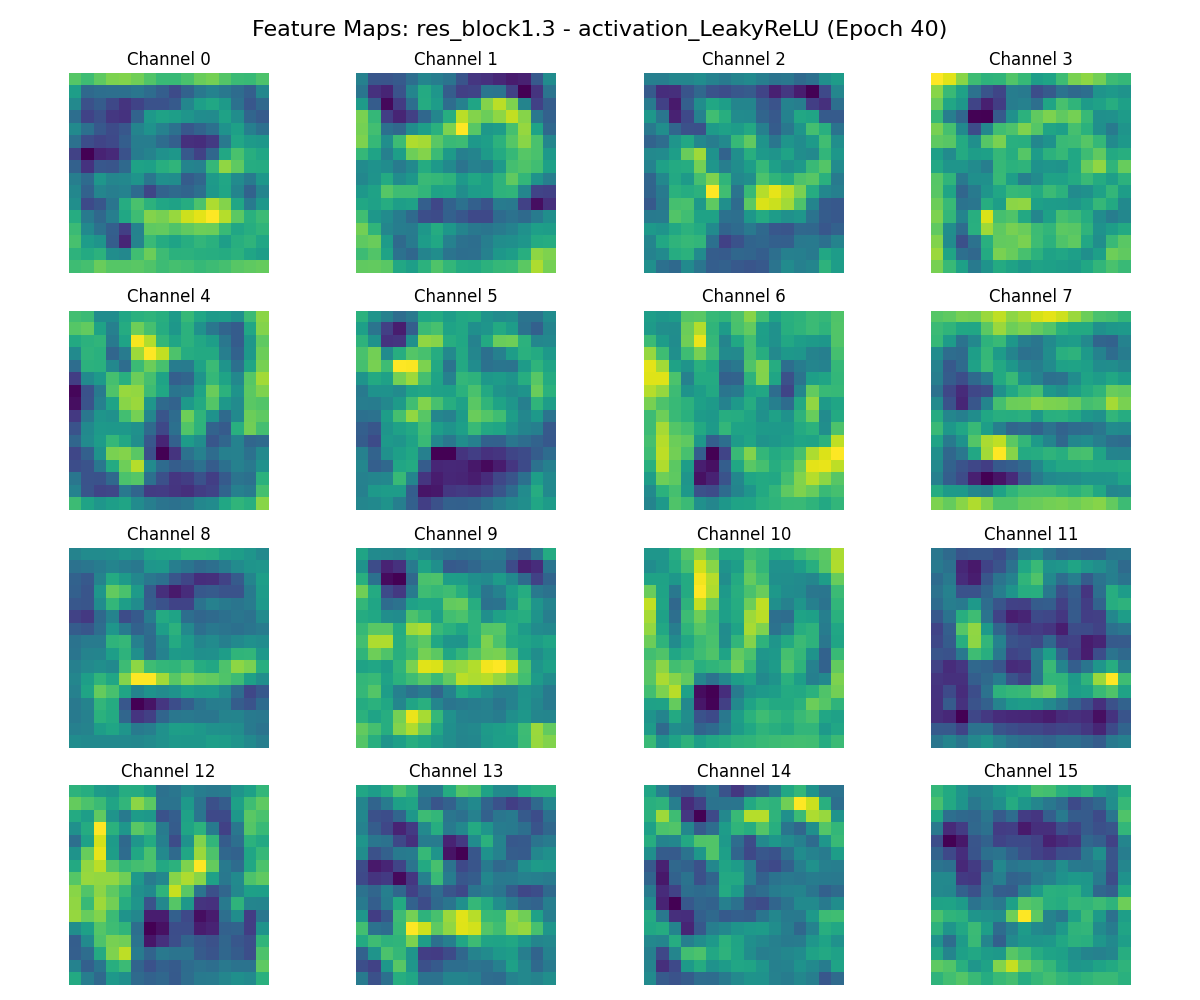 Feature Maps: res_block1.3 - activation_LeakyReLU (Epoch 40)
Channel 0
Channel 1
Channel 2
Channel 3
Channel 4
Channel 5
Channel 6
Channel 7
Channel 8
Channel 9
Channel 10
Channel 11
Channel 12
Channel 13
Channel 14
Channel 15